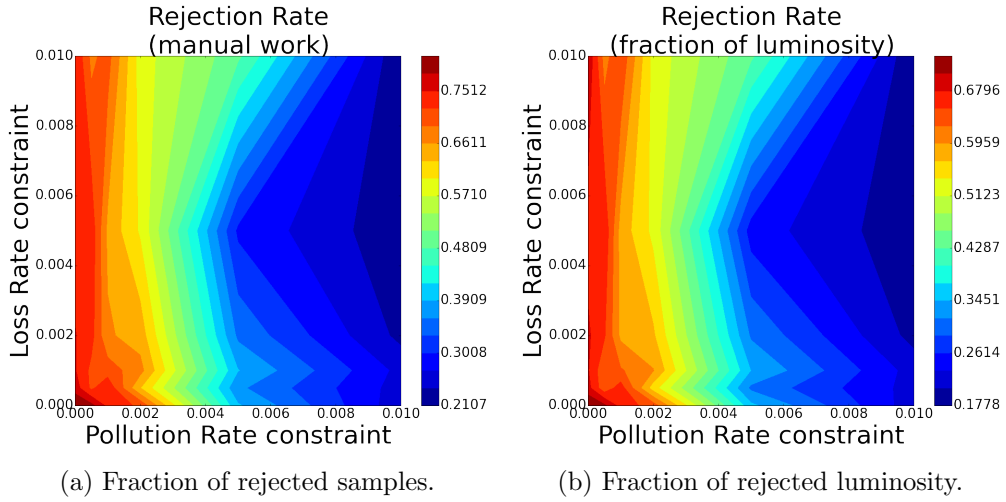 Rejection Rate
(manual work)
0.010
0.008
0.006
0.004
0.002
0.000
Loss Rate constraint
0.000 0.002 0.004 0.006 0.008 0.010
Pollution Rate constraint
0.7512
0.6611
0.5710
0.4809
0.3909
0.3008
0.2107
(a) Fraction of rejected samples.
Rejection Rate
(fraction of luminosity)
0.010
0.008
0.006
0.004
0.002
0.000
Loss Rate constraint
0.000 0.002 0.004 0.006 0.008 0.010
Pollution Rate constraint
0.6796
0.5959
0.5123
0.4287
0.3451
0.2614
0.1778
(b) Fraction of rejected luminosity.